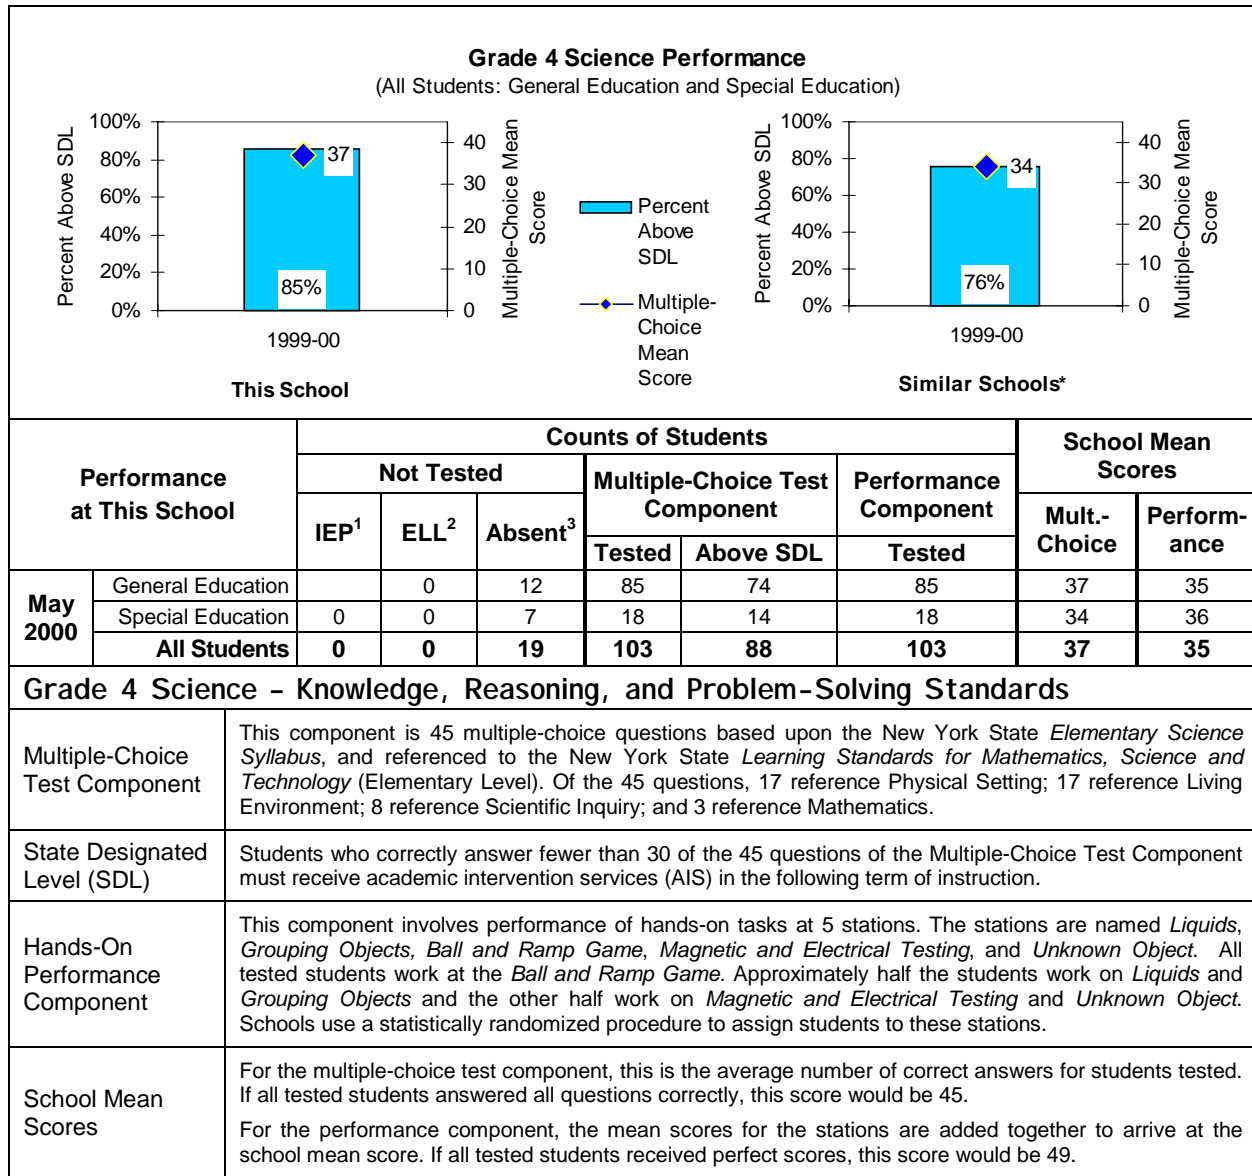 Grade 4 Science Performance
(All Students: General Education and Special Education)
Percent Above SDL
100%
80%
60%
40%
20%
0%
37
85%
40
30
20
10
0
Multiple-Choice Mean
Score
1999-00
This School
Percent
Above
SDL
Multiple-
Choice
Mean
Score
Percent Above SDL
100%
80%
60%
40%
20%
0%
34
76%
40
30
20
10
0
Multiple-Choice Mean
Score
1999-00
Similar Schools*
Performance
at This School
Counts of Students
School Mean
Scores
Not Tested
Multiple-Choice Test
Component
Performance
Component
IEP1 ELL2 Absent3
Tested Above SDL Tested
Mult.-
Choice
Perform-
ance
May
2000
General Education 0 12 85 74 85 37 35
Special Education 0 0 7 18 14 18 34 36
All Students 0 0 19 103 88 103 37 35
Grade 4 Science – Knowledge, Reasoning, and Problem-Solving Standards
Multiple-Choice
Test Component
This component is 45 multiple-choice questions based upon the New York State Elementary Science
Syllabus, and referenced to the New York State Learning Standards for Mathematics, Science and
Technology (Elementary Level). Of the 45 questions, 17 reference Physical Setting; 17 reference Living
Environment; 8 reference Scientific Inquiry; and 3 reference Mathematics.
State Designated
Level (SDL)
Students who correctly answer fewer than 30 of the 45 questions of the Multiple-Choice Test Component
must receive academic intervention services (AIS) in the following term of instruction.
Hands-On
Performance
Component
This component involves performance of hands-on tasks at 5 stations. The stations are named Liquids,
Grouping Objects, Ball and Ramp Game, Magnetic and Electrical Testing, and Unknown Object. All
tested students work at the Ball and Ramp Game. Approximately half the students work on Liquids and
Grouping Objects and the other half work on Magnetic and Electrical Testing and Unknown Object.
Schools use a statistically randomized procedure to assign students to these stations.
School Mean
Scores
For the multiple-choice test component, this is the average number of correct answers for students tested.
If all tested students answered all questions correctly, this score would be 45.
For the performance component, the mean scores for the stations are added together to arrive at the
school mean score. If all tested students received perfect scores, this score would be 49.